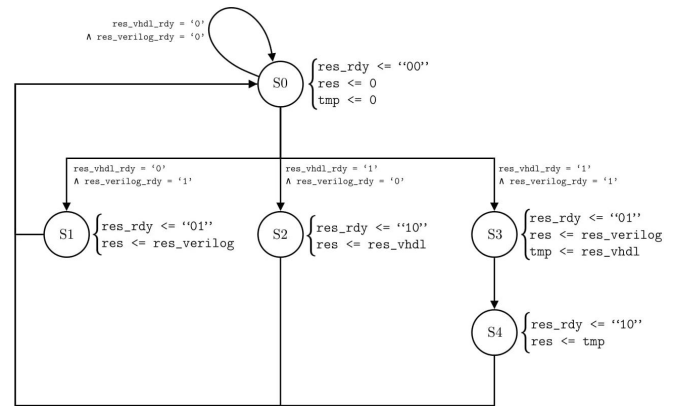 res_vhdl_rdy = ‘0’
∧ res_verilog_rdy = ‘0’
S0
res_rdy <= “00”
res <= 0
tmp <= 0
res_vhdl_rdy = ‘0’
∧ res_verilog_rdy = ‘1’
res_vhdl_rdy = ‘1’
∧ res_verilog_rdy = ‘0’
res_vhdl_rdy = ‘1’
∧ res_verilog_rdy = ‘1’
S1
res_rdy <= “01”
res <= res_verilog
S2
res_rdy <= “10”
res <= res_vhdl
S3
res_rdy <= “01”
res <= res_verilog
tmp <= res_vhdl
S4
res_rdy <= “10”
res <= tmp